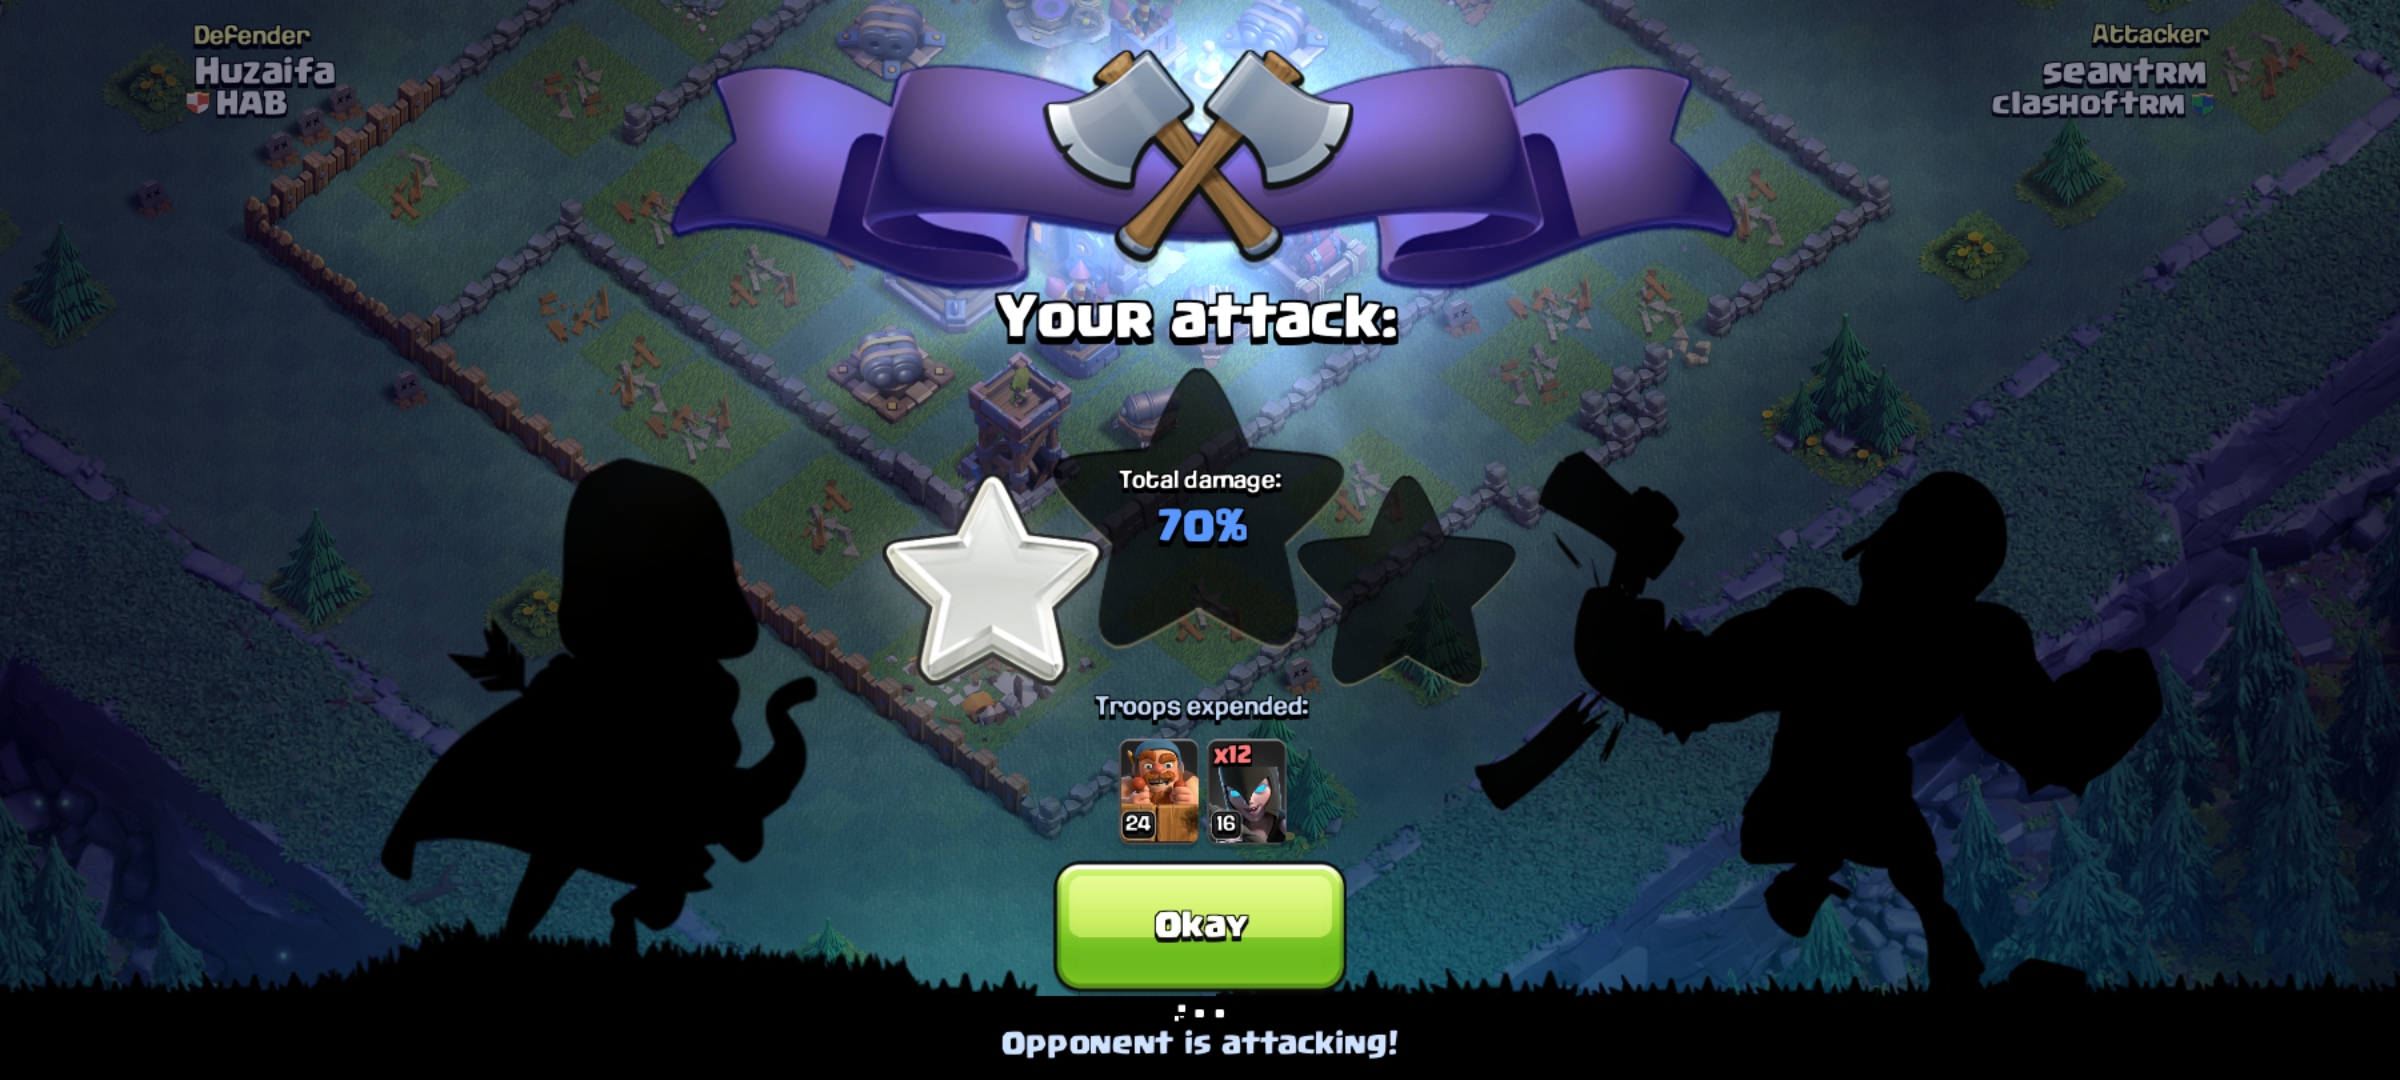 Defender
Huzaifa
HAB
Attacker
seantRM
clashoftRM
Your attack:
Total damage:
70%
Troops expended:
x12
24
16
Okay
Opponent is attacking!